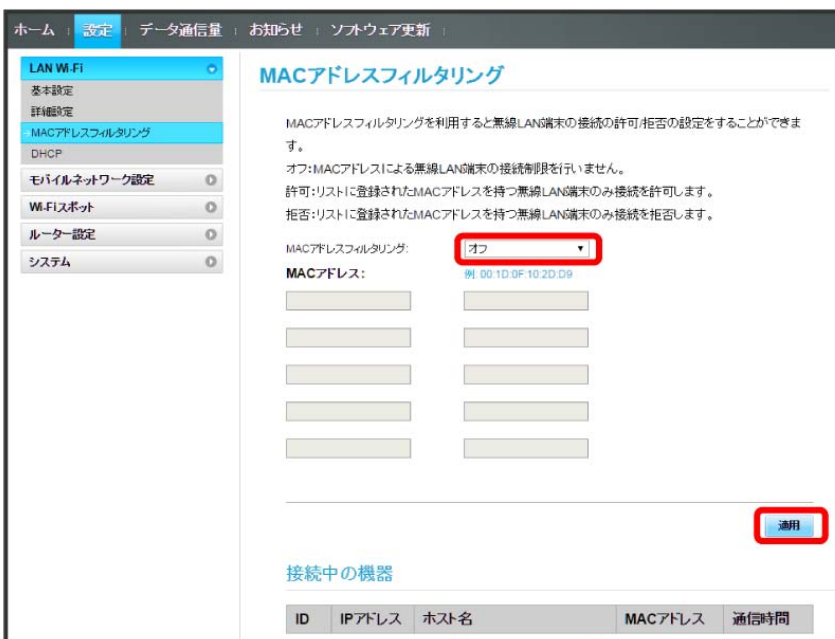 ホーム 設定 データ通信量 お知らせ ソフトウェア更新
LAN Wi-Fi
基本設定
詳細設定
MACアドレスフィルタリング
DHCP
モバイルネットワーク設定
Wi-Fiスポット
ルーター設定
システム
MACアドレスフィルタリング
MACアドレスフィルタリングを利用すると無線LAN端末の接続の許可/拒否の設定をすることができま
す。
オフ:MACアドレスによる無線LAN端末の接続制限を行いません。
許可:リストに登録されたMACアドレスを持つ無線LAN端末のみ接続を許可します。
拒否:リストに登録されたMACアドレスを持つ無線LAN端末のみ接続を拒否します。
MACアドレスフィルタリング: オフ
MACアドレス: 例: 00:1D:0F:10:2D:D9
適用
接続中の機器
ID IPアドレス ホスト名 MACアドレス 通信時間